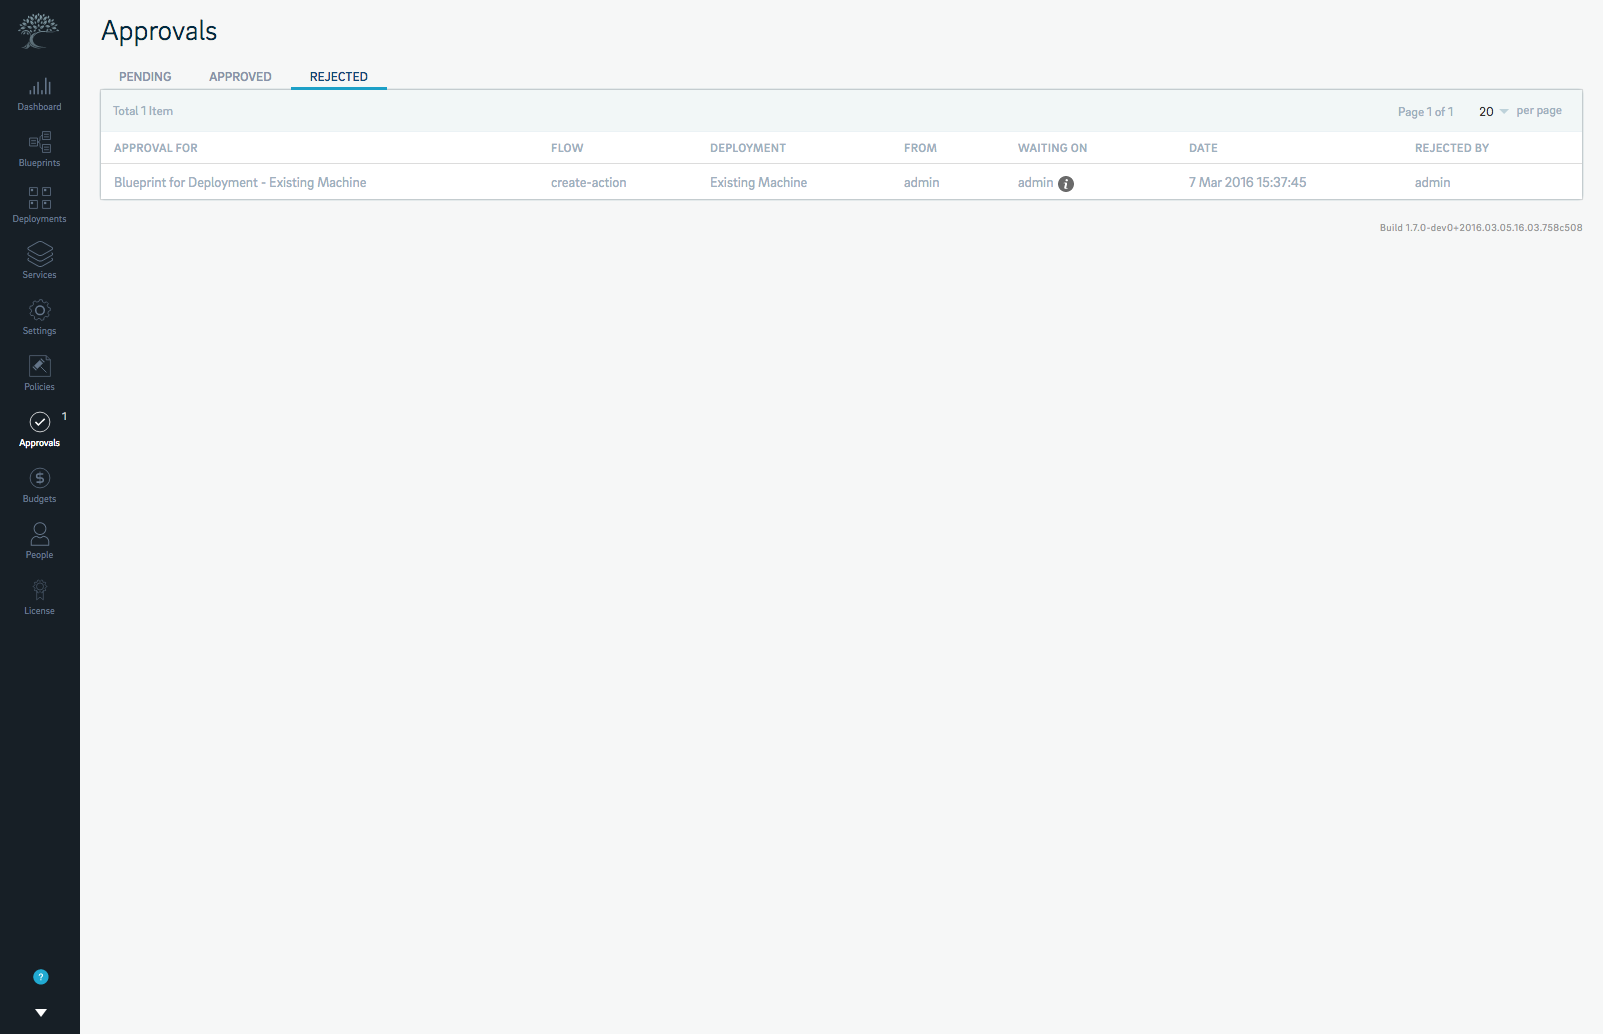 Approvals
PENDING APPROVED REJECTED
Total 1 Item Page 1 of 1 20 per page
APPROVAL FOR FLOW DEPLOYMENT FROM WAITING ON DATE REJECTED BY
Blueprint for Deployment - Existing Machine create-action Existing Machine admin admin i 7 Mar 2016 15:37:45 admin
Build 1.7.0-dev0+2016.03.05.16.03.758c508
Dashboard
Blueprints
Deployments
Services
Settings
Policies
1
Approvals
$
Budgets
People
License
?